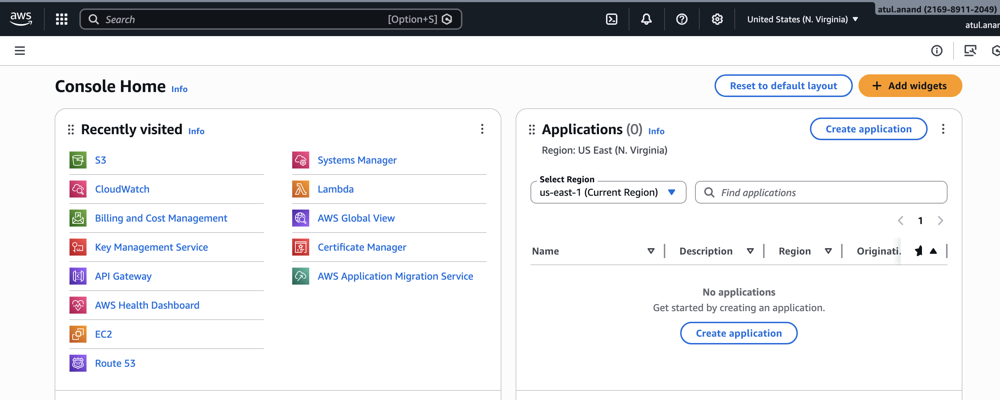 aws
Search [Option+S]
United States (N. Virginia)
atul.anand (2169-8911-2049)
atul.anar
Console Home Info
Reset to default layout
Add widgets
Recently visited Info
S3
CloudWatch
Billing and Cost Management
Key Management Service
API Gateway
AWS Health Dashboard
EC2
Route 53
Systems Manager
Lambda
AWS Global View
Certificate Manager
AWS Application Migration Service
Applications (0) Info
Create application
Region: US East (N. Virginia)
Select Region
us-east-1 (Current Region)
Find applications
1
Name Description Region Originati.
No applications
Get started by creating an application.
Create application